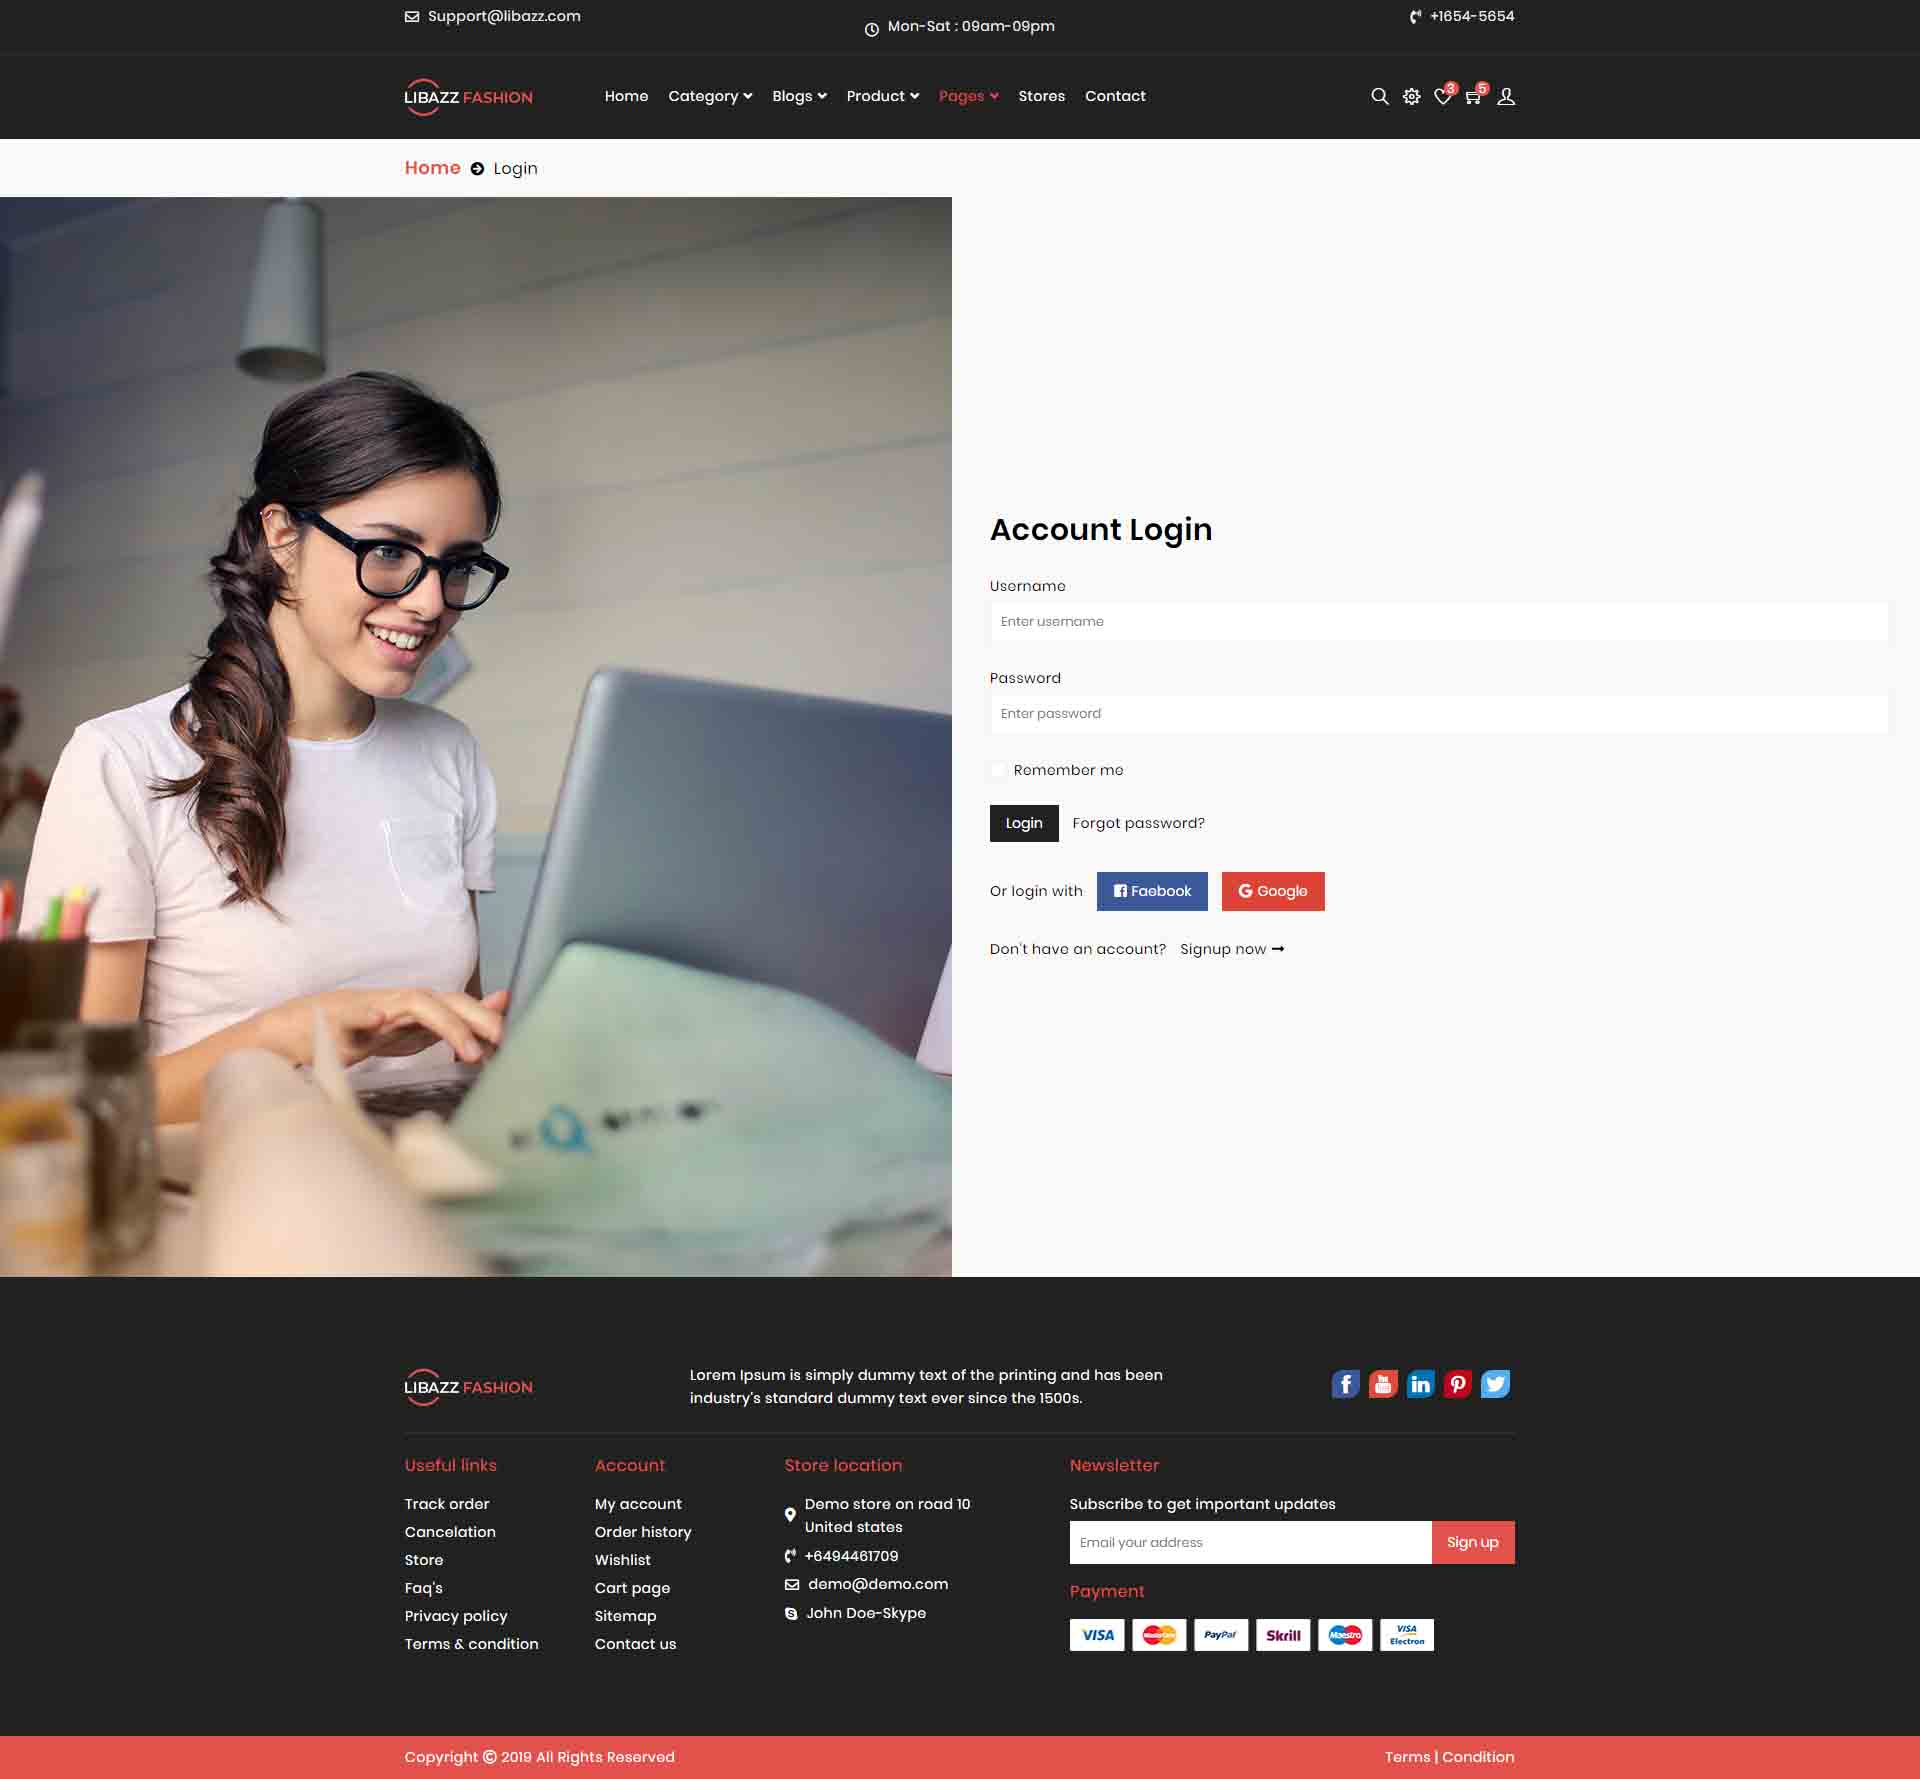 Support@libazz.com
Mon-Sat : 09am-09pm
+1654-5654
LIBAZZ FASHION
Home Category Blogs Product Pages Stores Contact
3 5
Home Login
Account Login
Username
Enter username
Password
Enter password
Remember me
Login Forgot password?
Or login with Faebook Google
Don't have an account? Signup now
LIBAZZ FASHION
Lorem Ipsum is simply dummy text of the printing and has been
industry's standard dummy text ever since the 1500s.
Useful links
Track order
Cancelation
Store
Faq's
Privacy policy
Terms & condition
Account
My account
Order history
Wishlist
Cart page
Sitemap
Contact us
Store location
Demo store on road 10
United states
+6494461709
demo@demo.com
John Doe-Skype
Newsletter
Subscribe to get important updates
Email your address Sign up
Payment
VISA MasterCard PayPal Skrill Maestro VISA Electron
Copyright © 2019 All Rights Reserved
Terms | Condition